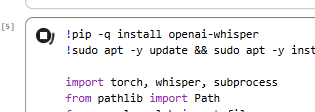 [5]
!pip -q install openai-whisper
!sudo apt -y update && sudo apt -y inst
import torch, whisper, subprocess
from pathlib import Path